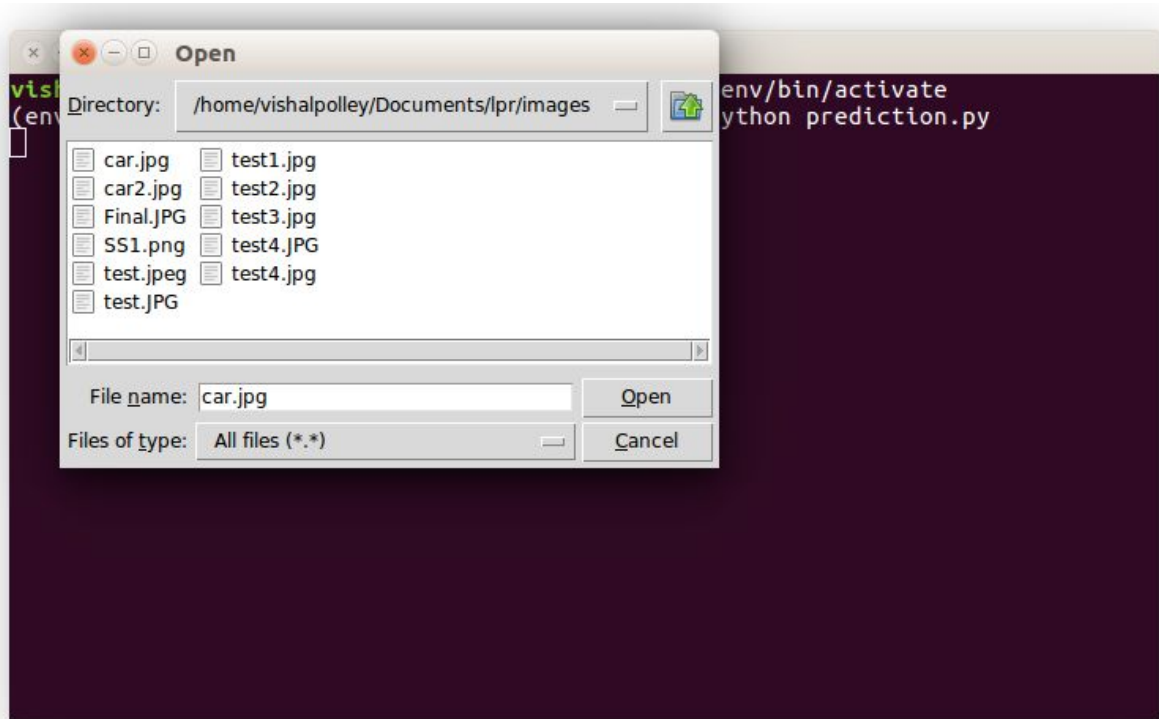 Open
vis
env/bin/activate
(en
ython prediction.py
Directory: /home/vishalpolley/Documents/lpr/images
car.jpg test1.jpg
car2.jpg test2.jpg
Final.JPG test3.jpg
SS1.png test4.JPG
test.jpeg test4.jpg
test.JPG
File name: car.jpg Open
Files of type: All files (*.*) Cancel